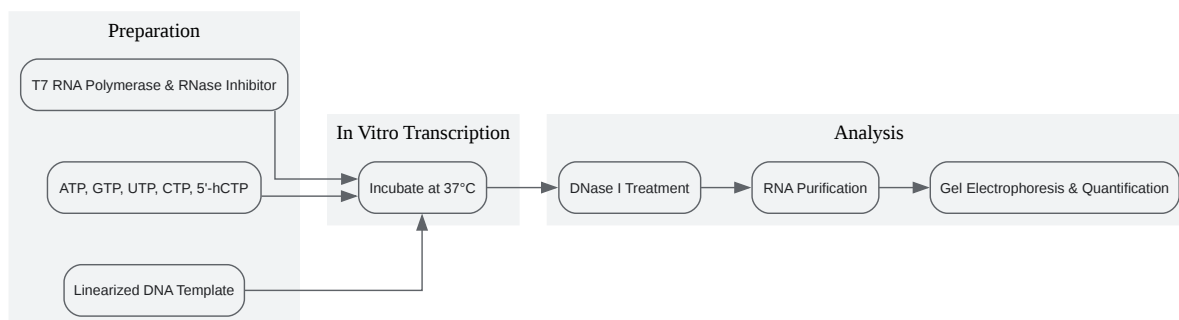 Preparation
T7 RNA Polymerase & RNase Inhibitor
ATP, GTP, UTP, CTP, 5'-hCTP
Linearized DNA Template
In Vitro Transcription
Incubate at 37°C
Analysis
DNase I Treatment
RNA Purification
Gel Electrophoresis & Quantification